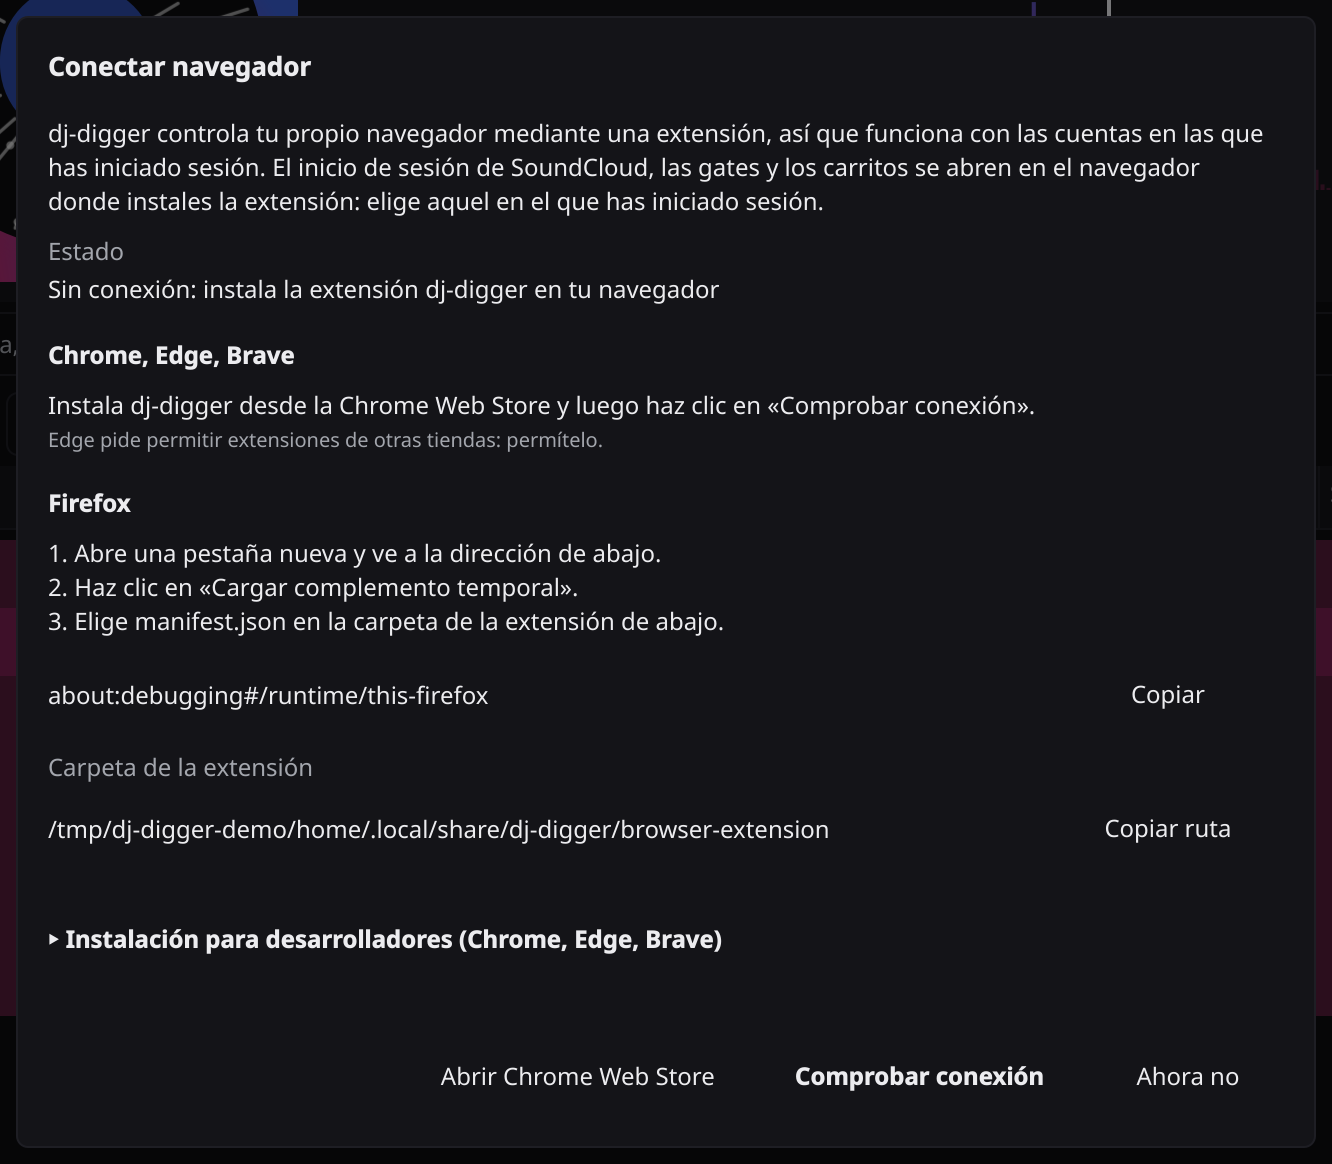 Conectar navegador
dj-digger controla tu propio navegador mediante una extensión, así que funciona con las cuentas en las que
has iniciado sesión. El inicio de sesión de SoundCloud, las gates y los carritos se abren en el navegador
donde instales la extensión: elige aquel en el que has iniciado sesión.
Estado
Sin conexión: instala la extensión dj-digger en tu navegador
Chrome, Edge, Brave
Instala dj-digger desde la Chrome Web Store y luego haz clic en «Comprobar conexión».
Edge pide permitir extensiones de otras tiendas: permítelo.
Firefox
1. Abre una pestaña nueva y ve a la dirección de abajo.
2. Haz clic en «Cargar complemento temporal».
3. Elige manifest.json en la carpeta de la extensión de abajo.
about:debugging#/runtime/this-firefox Copiar
Carpeta de la extensión
/tmp/dj-digger-demo/home/.local/share/dj-digger/browser-extension Copiar ruta
▸ Instalación para desarrolladores (Chrome, Edge, Brave)
Abrir Chrome Web Store Comprobar conexión Ahora no